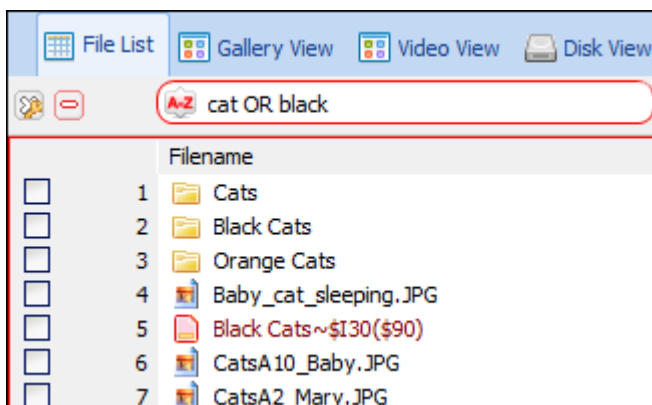 File List Gallery View Video View Disk View
A-Z cat OR black
Filename
1 Cats
2 Black Cats
3 Orange Cats
4 Baby_cat_sleeping.JPG
5 Black Cats~$I30($90)
6 CatsA10_Baby.JPG
7 CatsA2_Mary.JPG